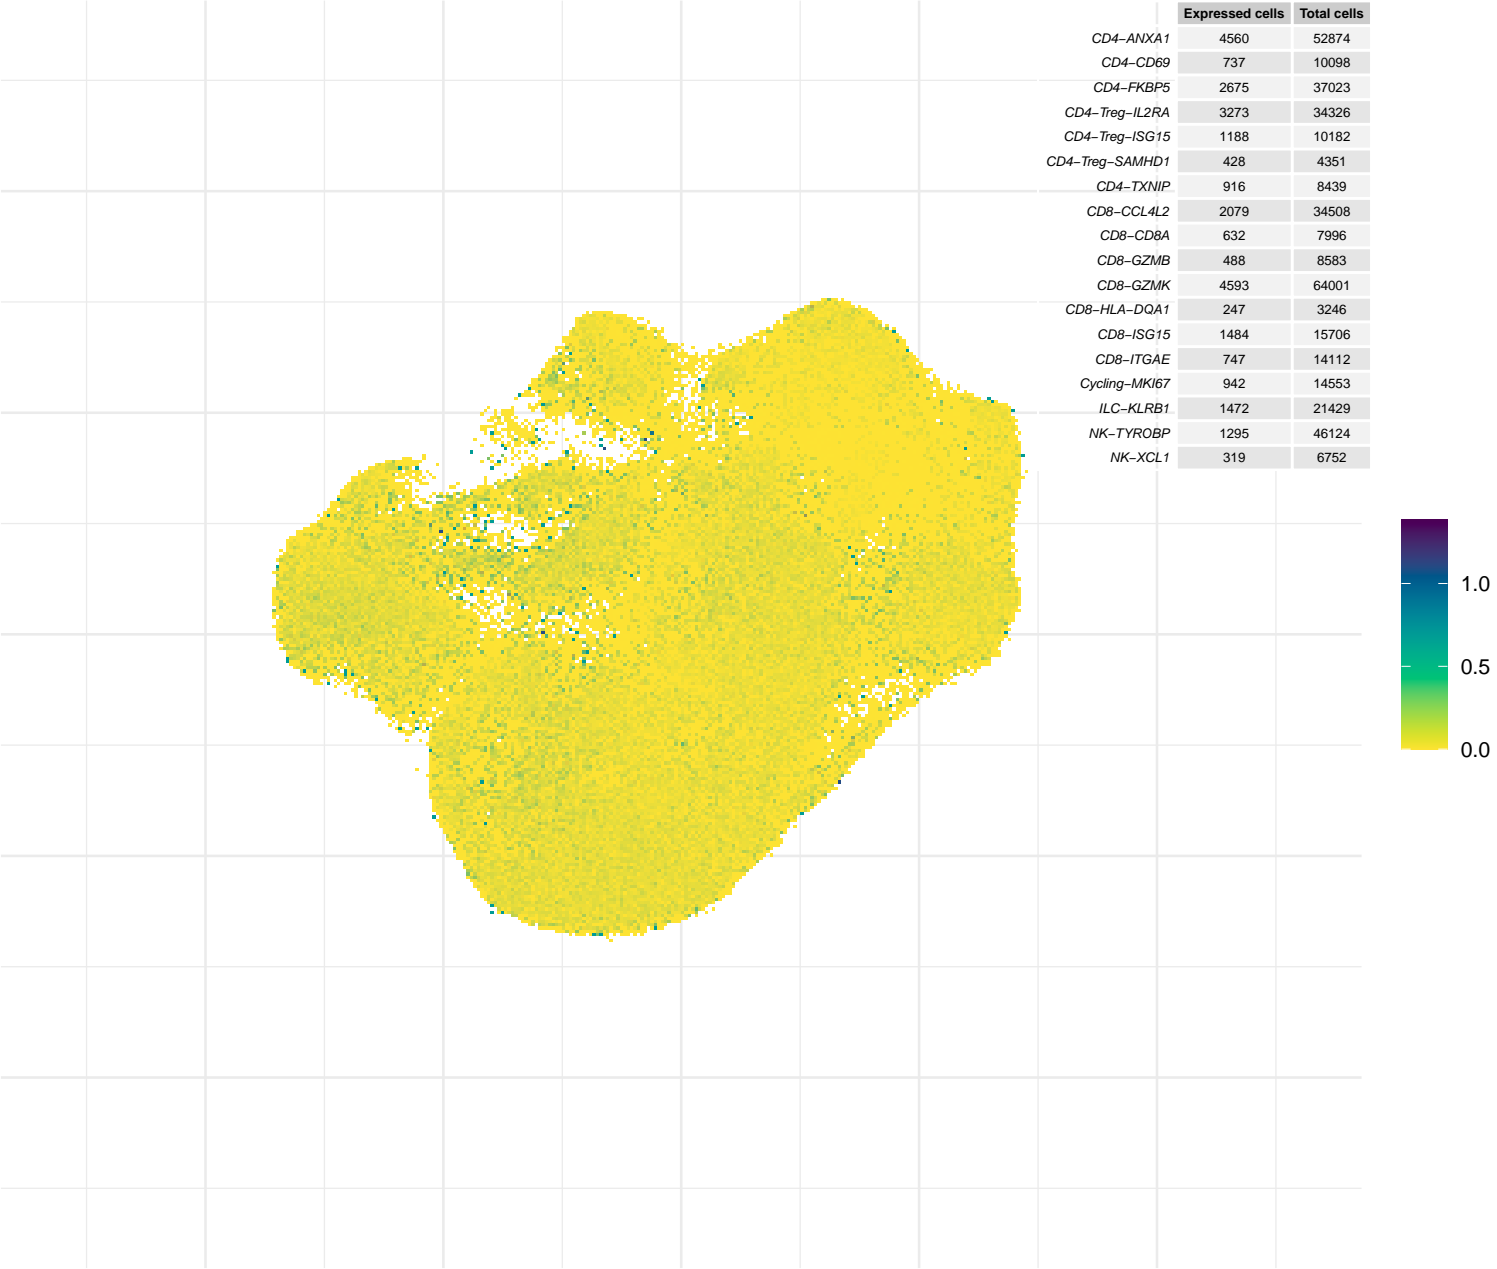 Expressed cells Total cells
CD4−ANXA1 4560 52874
CD4−CD69 737 10098
CD4−FKBP5 2675 37023
CD4−Treg−IL2RA 3273 34326
CD4−Treg−ISG15 1188 10182
CD4−Treg−SAMHD1 428 4351
CD4−TXNIP 916 8439
CD8−CCL4L2 2079 34508
CD8−CD8A 632 7996
CD8−GZMB 488 8583
CD8−GZMK 4593 64001
CD8−HLA−DQA1 247 3246
CD8−ISG15 1484 15706
CD8−ITGAE 747 14112
Cycling−MKI67 942 14553
ILC−KLRB1 1472 21429
NK−TYROBP 1295 46124
NK−XCL1 319 6752
1.0
0.5
0.0